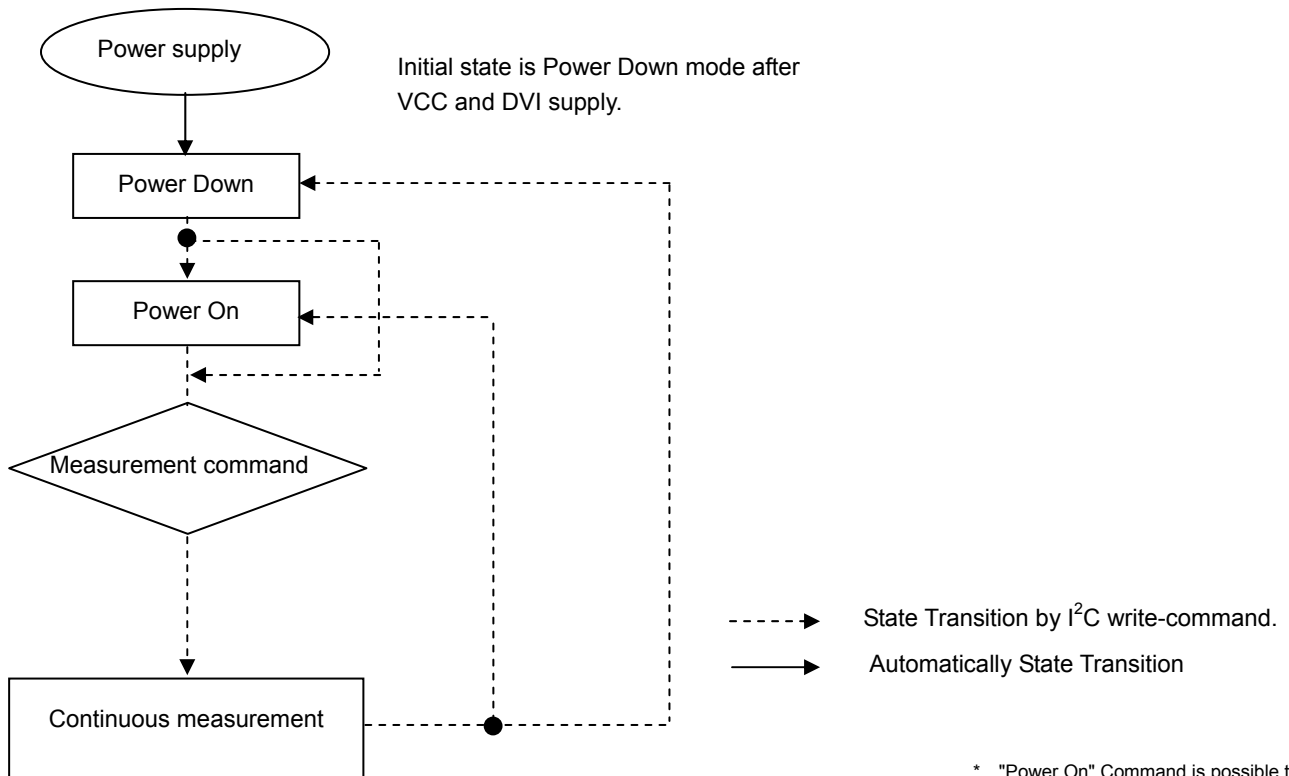 Power supply
Initial state is Power Down mode after
VCC and DVI supply.
Power Down
Power On
Measurement command
State Transition by I²C write-command.
Automatically State Transition
Continuous measurement
* "Power On" Command is possible t